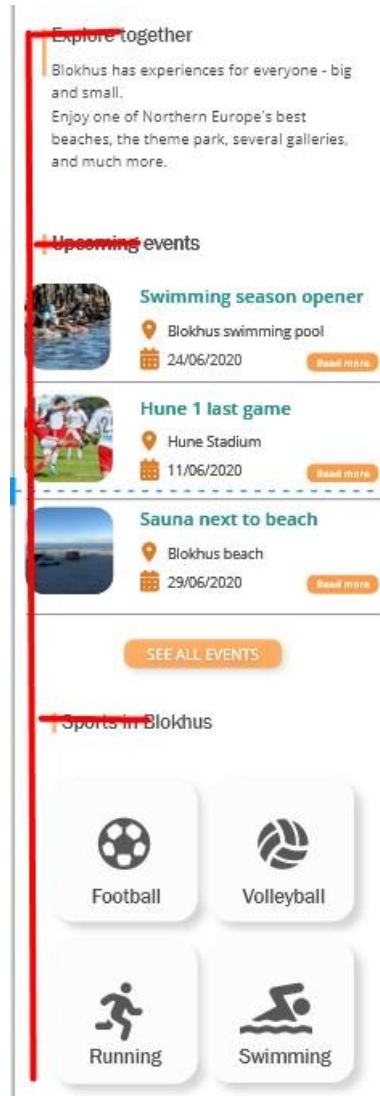 Explore together
Blokhus has experiences for everyone - big
and small.
Enjoy one of Northern Europe's best
beaches, the theme park, several galleries,
and much more.
Upcoming events
Swimming season opener
Blokhus swimming pool
24/06/2020
Read more
Hune 1 last game
Hune Stadium
11/06/2020
Read more
Sauna next to beach
Blokhus beach
29/06/2020
Read more
SEE ALL EVENTS
Sports in Blokhus
Football
Volleyball
Running
Swimming